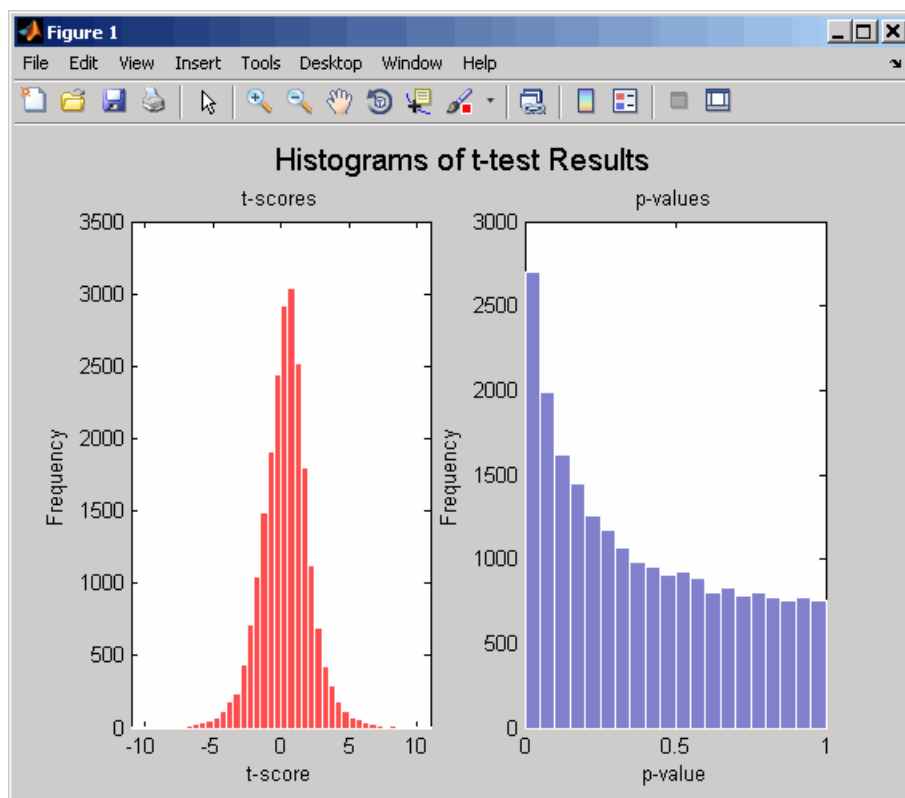 Figure 1
File Edit View Insert Tools Desktop Window Help
Histograms of t-test Results
t-scores
3500
3000
2500
2000
1500
1000
500
0
Frequency
-10 -5 0 5 10
t-score
p-values
3000
2500
2000
1500
1000
500
0
Frequency
0 0.5 1
p-value